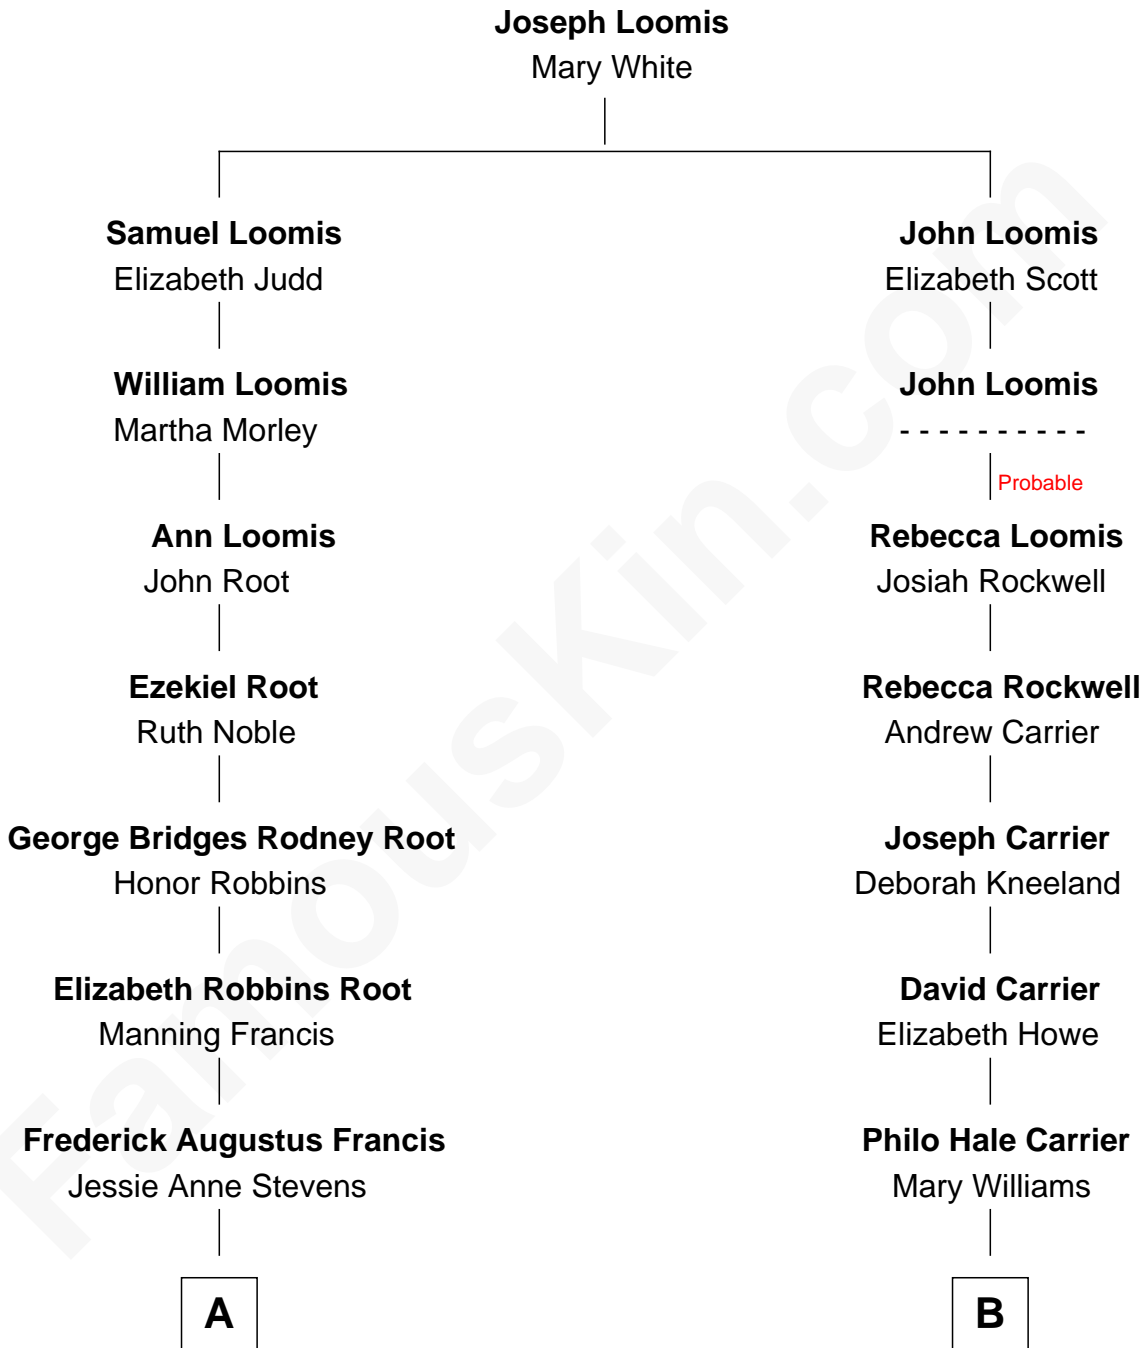 Joseph Loomis
Mary White
Samuel Loomis
Elizabeth Judd
William Loomis
Martha Morley
Ann Loomis
John Root
Ezekiel Root
Ruth Noble
George Bridges Rodney Root
Honor Robbins
Elizabeth Robbins Root
Manning Francis
Frederick Augustus Francis
Jessie Anne Stevens
A
John Loomis
Elizabeth Scott
John Loomis
- - - - - - - - - -
Probable
Rebecca Loomis
Josiah Rockwell
Rebecca Rockwell
Andrew Carrier
Joseph Carrier
Deborah Kneeland
David Carrier
Elizabeth Howe
Philo Hale Carrier
Mary Williams
B
FamousKin.com